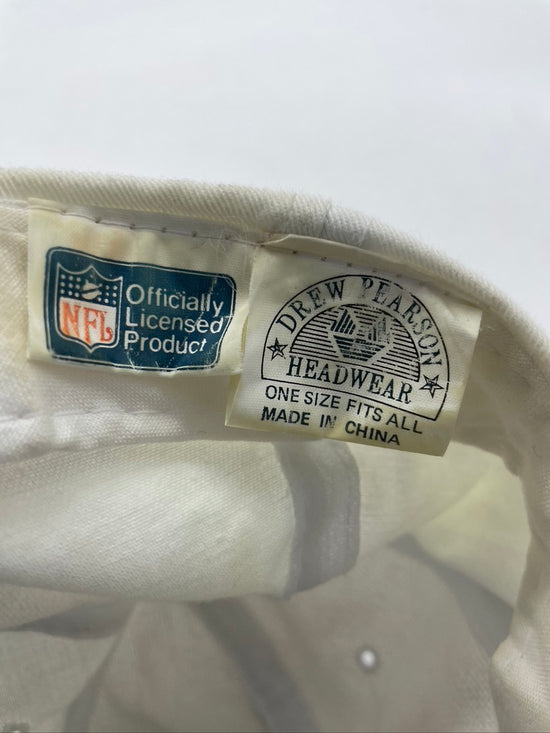 NFL
Officially
Licensed
Product
DREW PEARSON
HEADWEAR
ONE SIZE FITS ALL
MADE IN CHINA